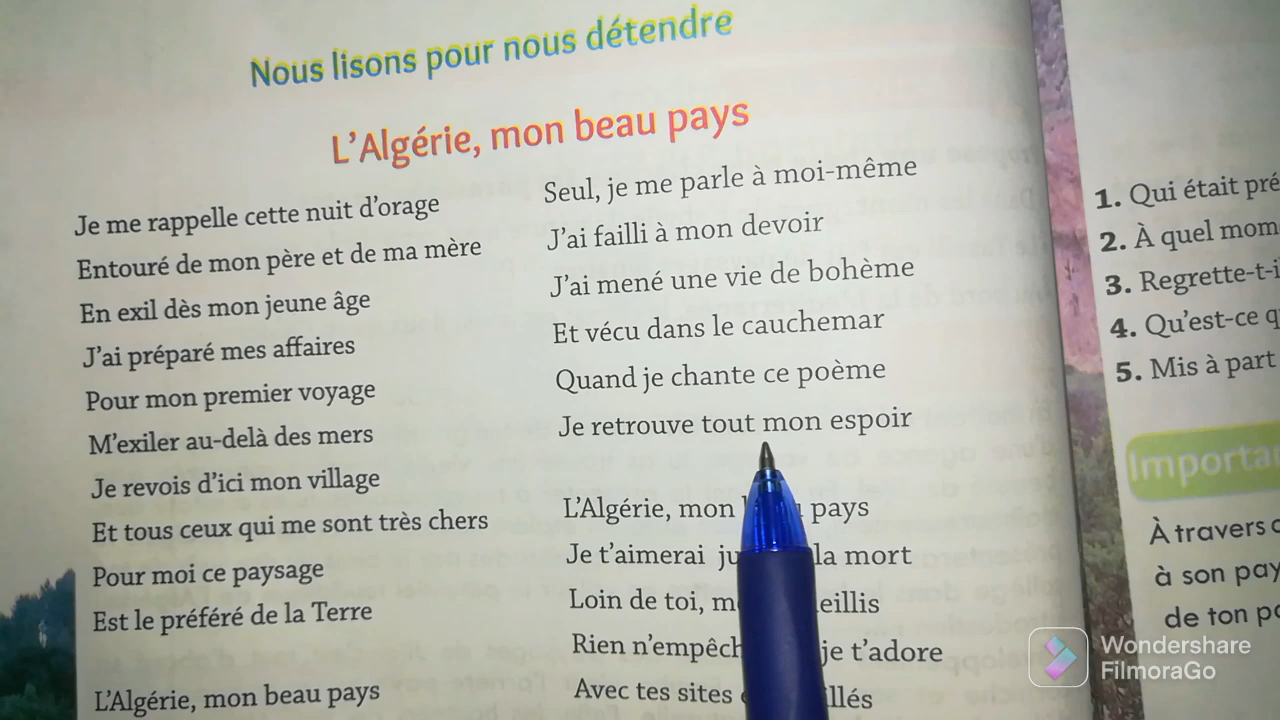 Nous lisons pour nous détendre
L'Algérie, mon beau pays
Je me rappelle cette nuit d'orage
Entouré de mon père et de ma mère
En exil dès mon jeune âge
J'ai préparé mes affaires
Pour mon premier voyage
M'exiler au-delà des mers
Je revois d'ici mon village
Et tous ceux qui me sont très chers
Pour moi ce paysage
Est le préféré de la Terre
L'Algérie, mon beau pays
Seul, je me parle à moi-même
J'ai failli à mon devoir
J'ai mené une vie de bohème
Et vécu dans le cauchemar
Quand je chante ce poème
Je retrouve tout mon espoir
L'Algérie, mon pays
Je t'aimerai la mort
Loin de toi,
Rien je t'adore
Avec tes sites
1. Qui était
2. À quel
3.
4. Qu'est-ce
5. Mis à part
À travers
à son
de ton
Wondershare
FilmoraGo